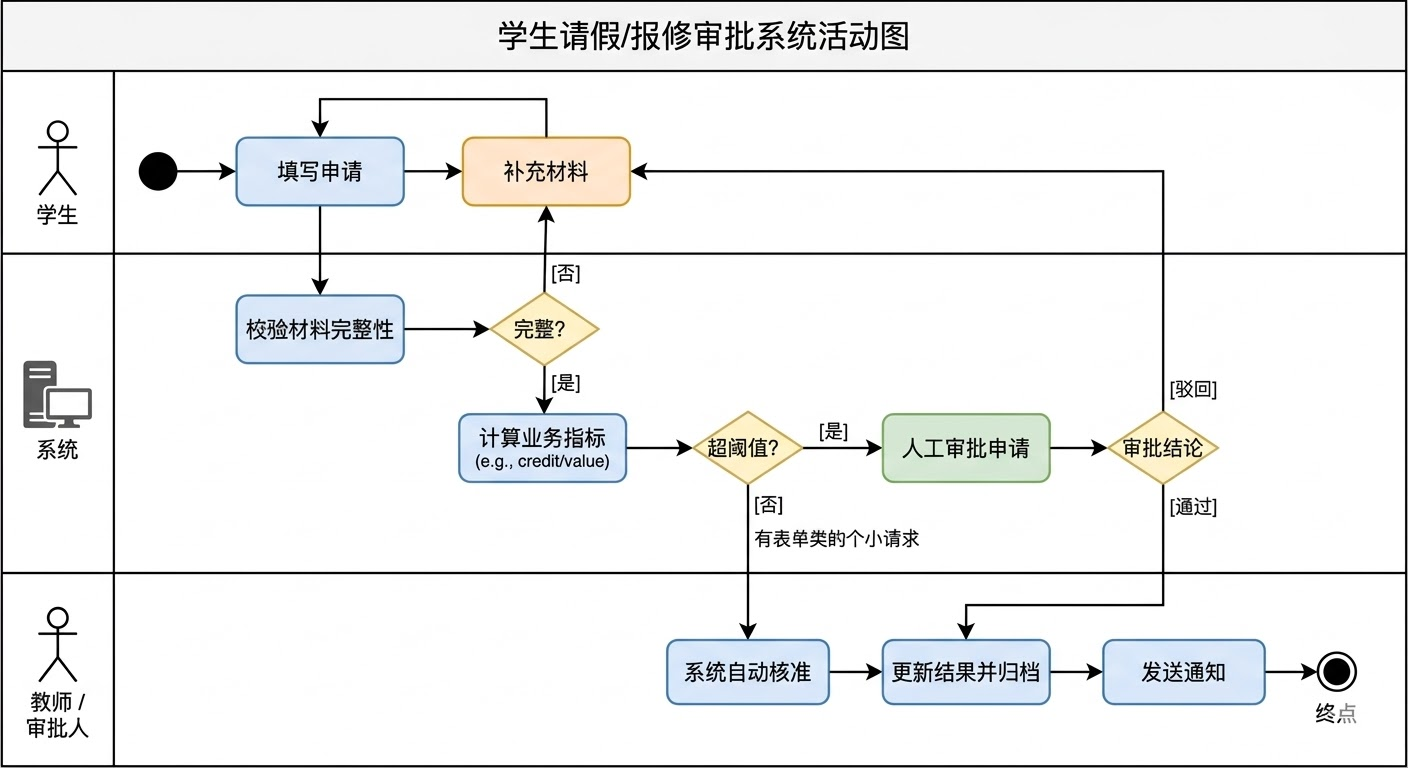 学生请假/报修审批系统活动图
学生
填写申请
补充材料
系统
校验材料完整性
完整?
[否]
[是]
计算业务指标
(e.g., credit/value)
超阈值?
[是]
[否]
有表单类的个小请求
人工审批申请
审批结论
[驳回]
[通过]
教师 /
审批人
系统自动核准
更新结果并归档
发送通知
终点